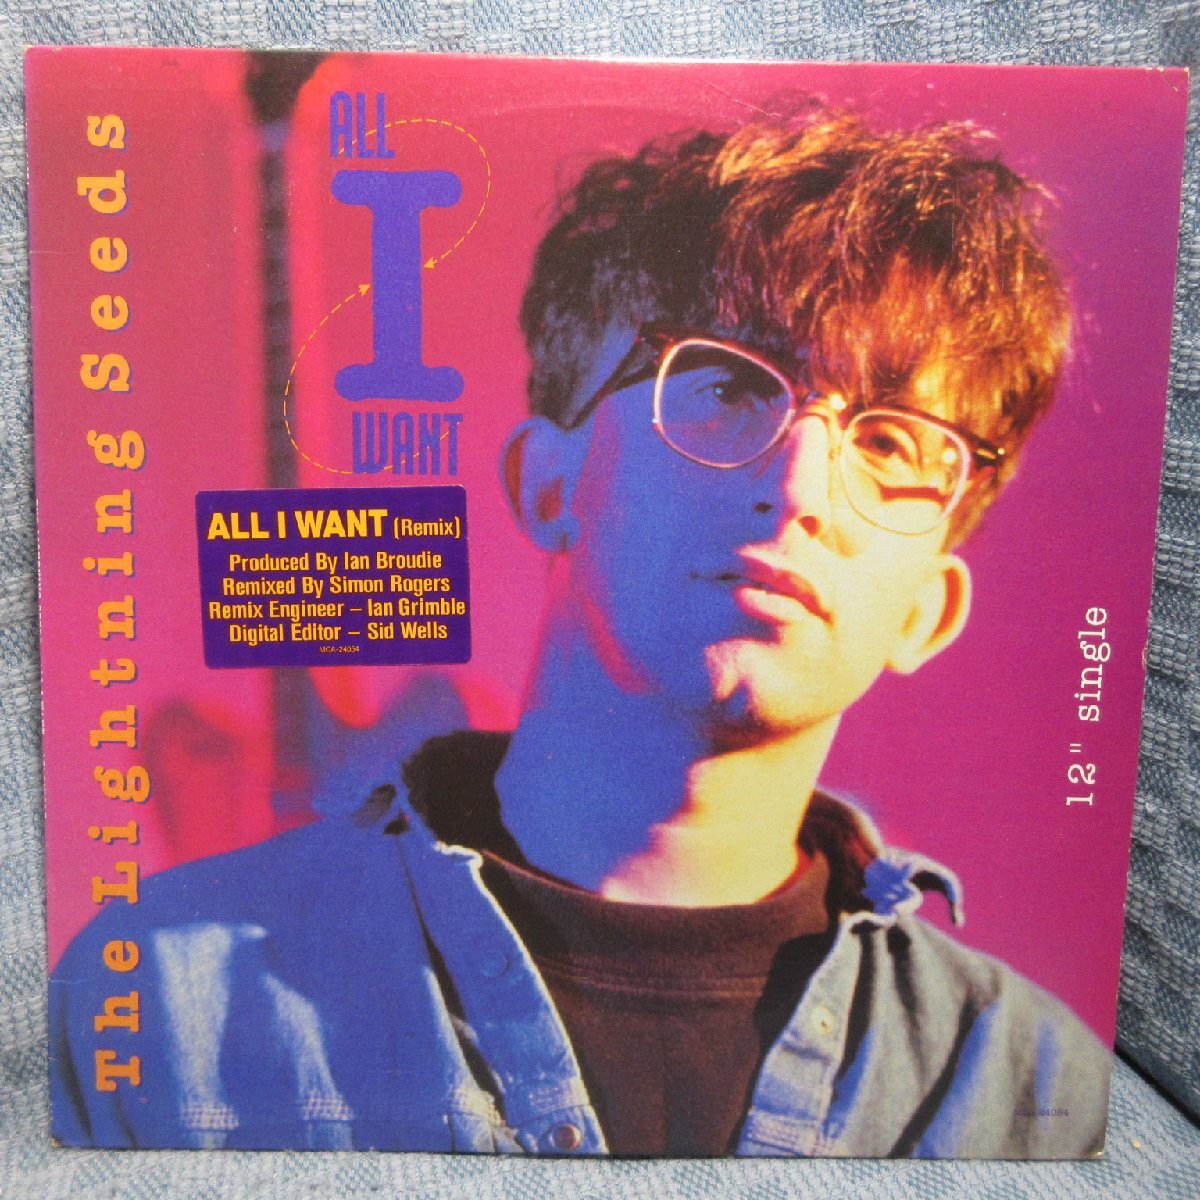 The Lightning Seeds
ALL
I
WANT
ALL I WANT (Remix)
Produced By Ian Broudie
Remixed By Simon Rogers
Remix Engineer – Ian Grimble
Digital Editor – Sid Wells
MCA-24054
12" single